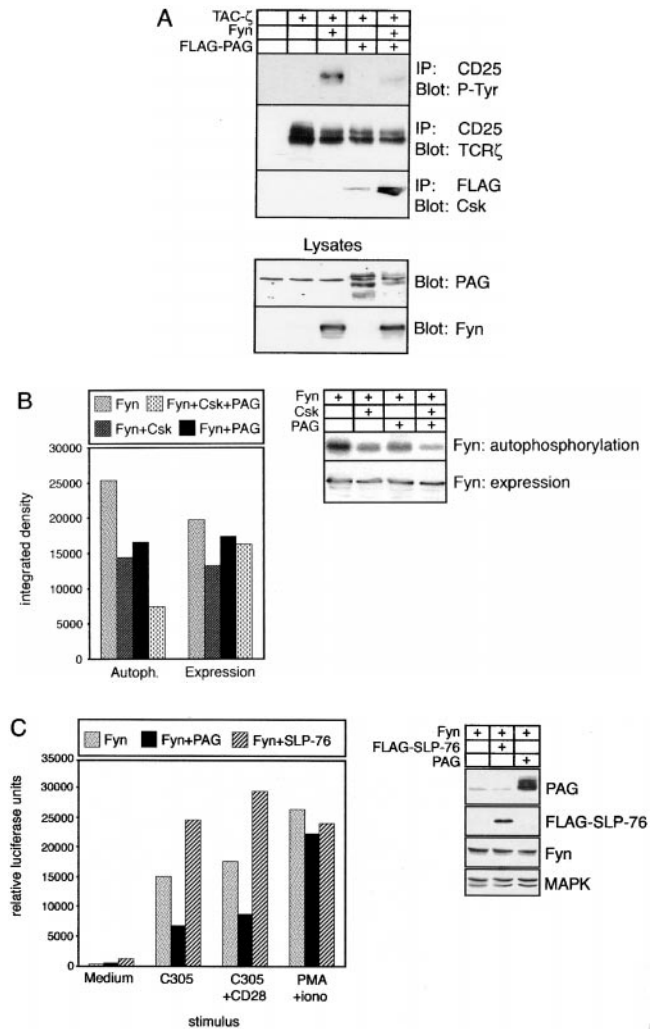 A
TAC-ζ + + + +
Fyn + +
FLAG-PAG + +
IP: CD25
Blot: P-Tyr
IP: CD25
Blot: TCRζ
IP: FLAG
Blot: Csk
Lysates
Blot: PAG
Blot: Fyn
B
Fyn Fyn+Csk+PAG
Fyn+Csk Fyn+PAG
30000
25000
20000
15000
10000
5000
0
integrated density
Autoph. Expression
Fyn + + + +
Csk + +
PAG + +
Fyn: autophosphorylation
Fyn: expression
C
Fyn Fyn+PAG Fyn+SLP-76
35000
30000
25000
20000
15000
10000
5000
0
relative luciferase units
Medium C305 C305 PMA
+CD28 +iono
stimulus
Fyn + + +
FLAG-SLP-76 +
PAG +
PAG
FLAG-SLP-76
Fyn
MAPK